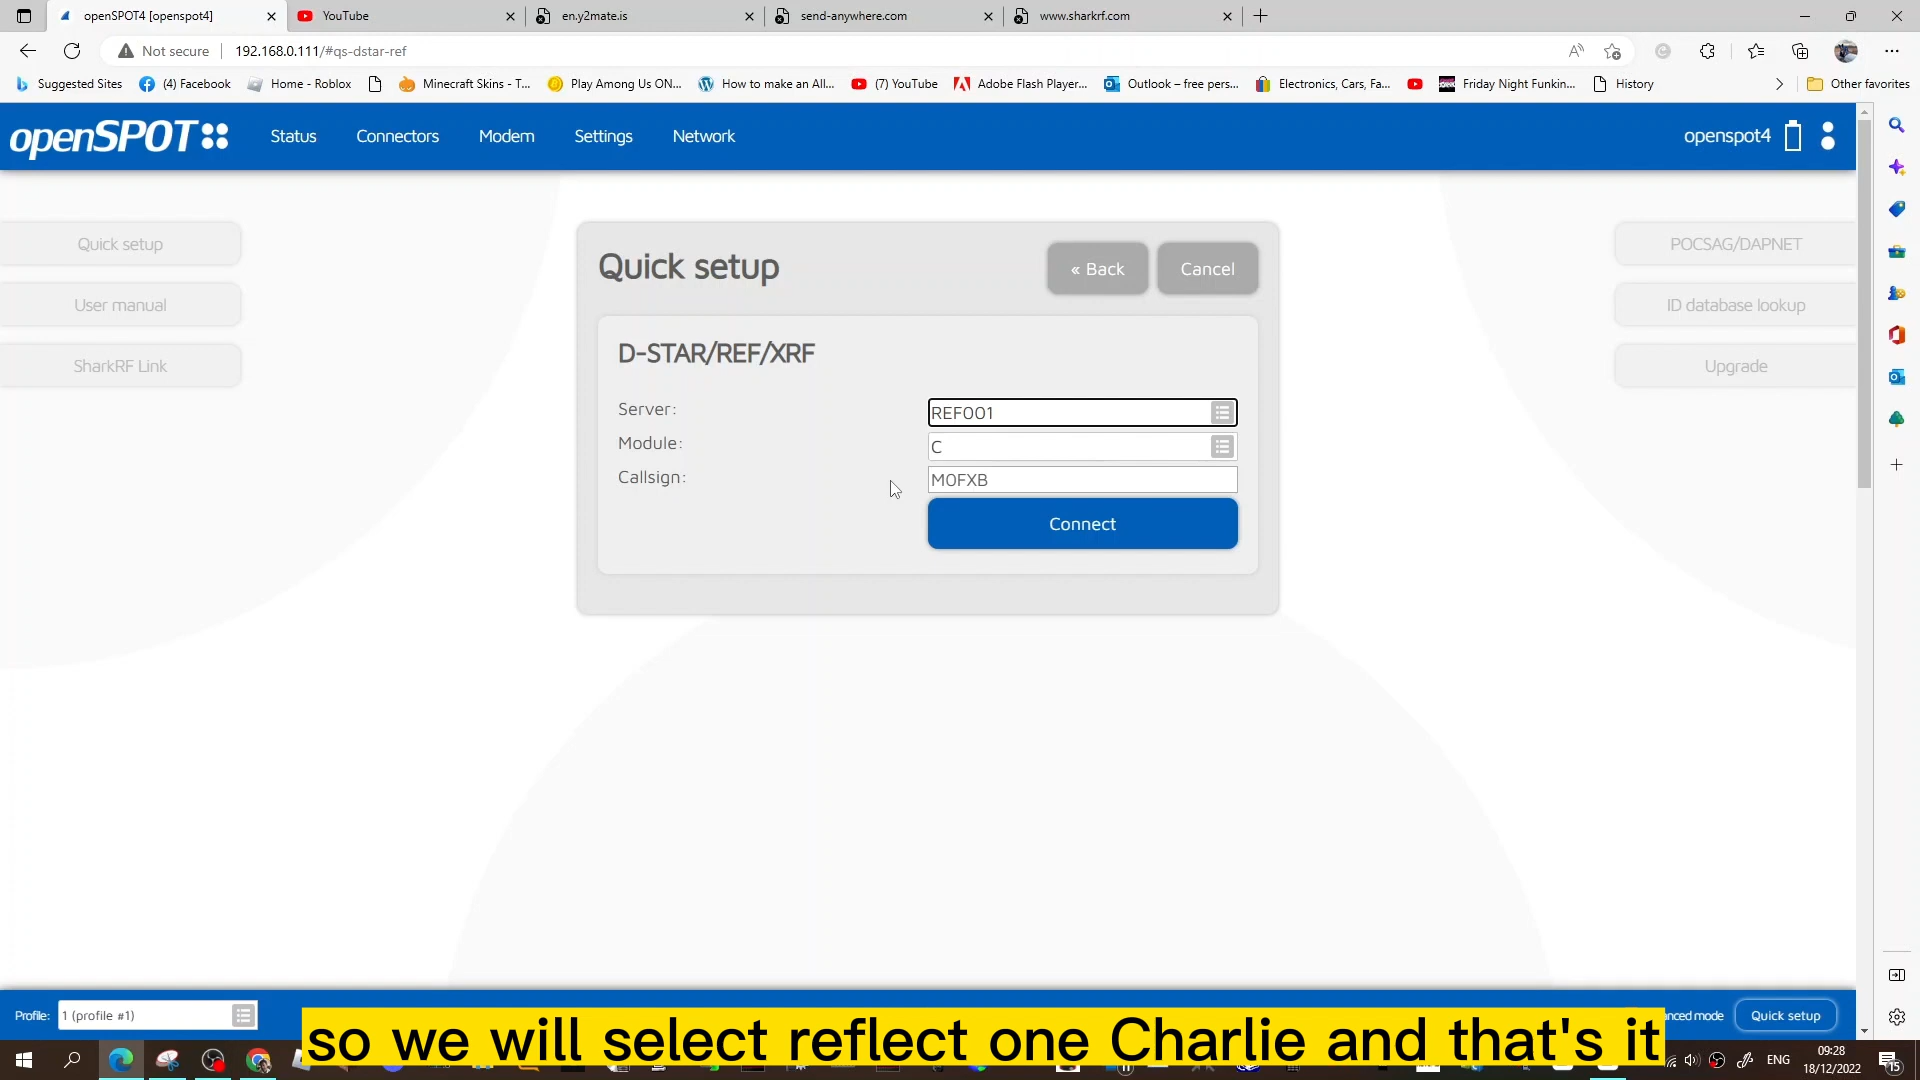 openSPOT4 [openspot4]
YouTube
en.y2mate.is
send-anywhere.com
www.sharkrf.com
Not secure
192.168.0.111/#qs-dstar-ref
Suggested Sites
(4) Facebook
Home - Roblox
Minecraft Skins - T...
Play Among Us ON...
How to make an All...
(7) YouTube
Adobe Flash Player...
Outlook – free pers...
Electronics, Cars, Fa...
Friday Night Funkin...
History
Other favorites
openSPOT
Status
Connectors
Modem
Settings
Network
openspot4
Quick setup
User manual
SharkRF Link
POCSAG/DAPNET
ID database lookup
Upgrade
Quick setup
« Back
Cancel
D-STAR/REF/XRF
Server:
REF001
Module:
C
Callsign:
M0FXB
Connect
Profile:
1 (profile #1)
Quick setup
so we will select reflect one Charlie and that's it
ENG
09:28
18/12/2022
15